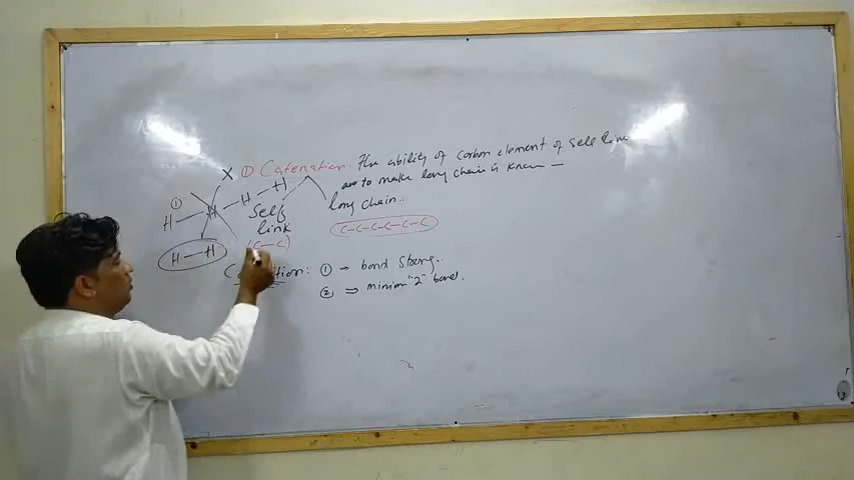 X ① Catenation: The ability of carbon element of self link
to make long chain is known —
① H — H — H — H
Self long chain..
link C-C-C-C-C-C
(C-C)
H — H
Condition: ① → bond strong.
② ⇒ minimum "2" bond.